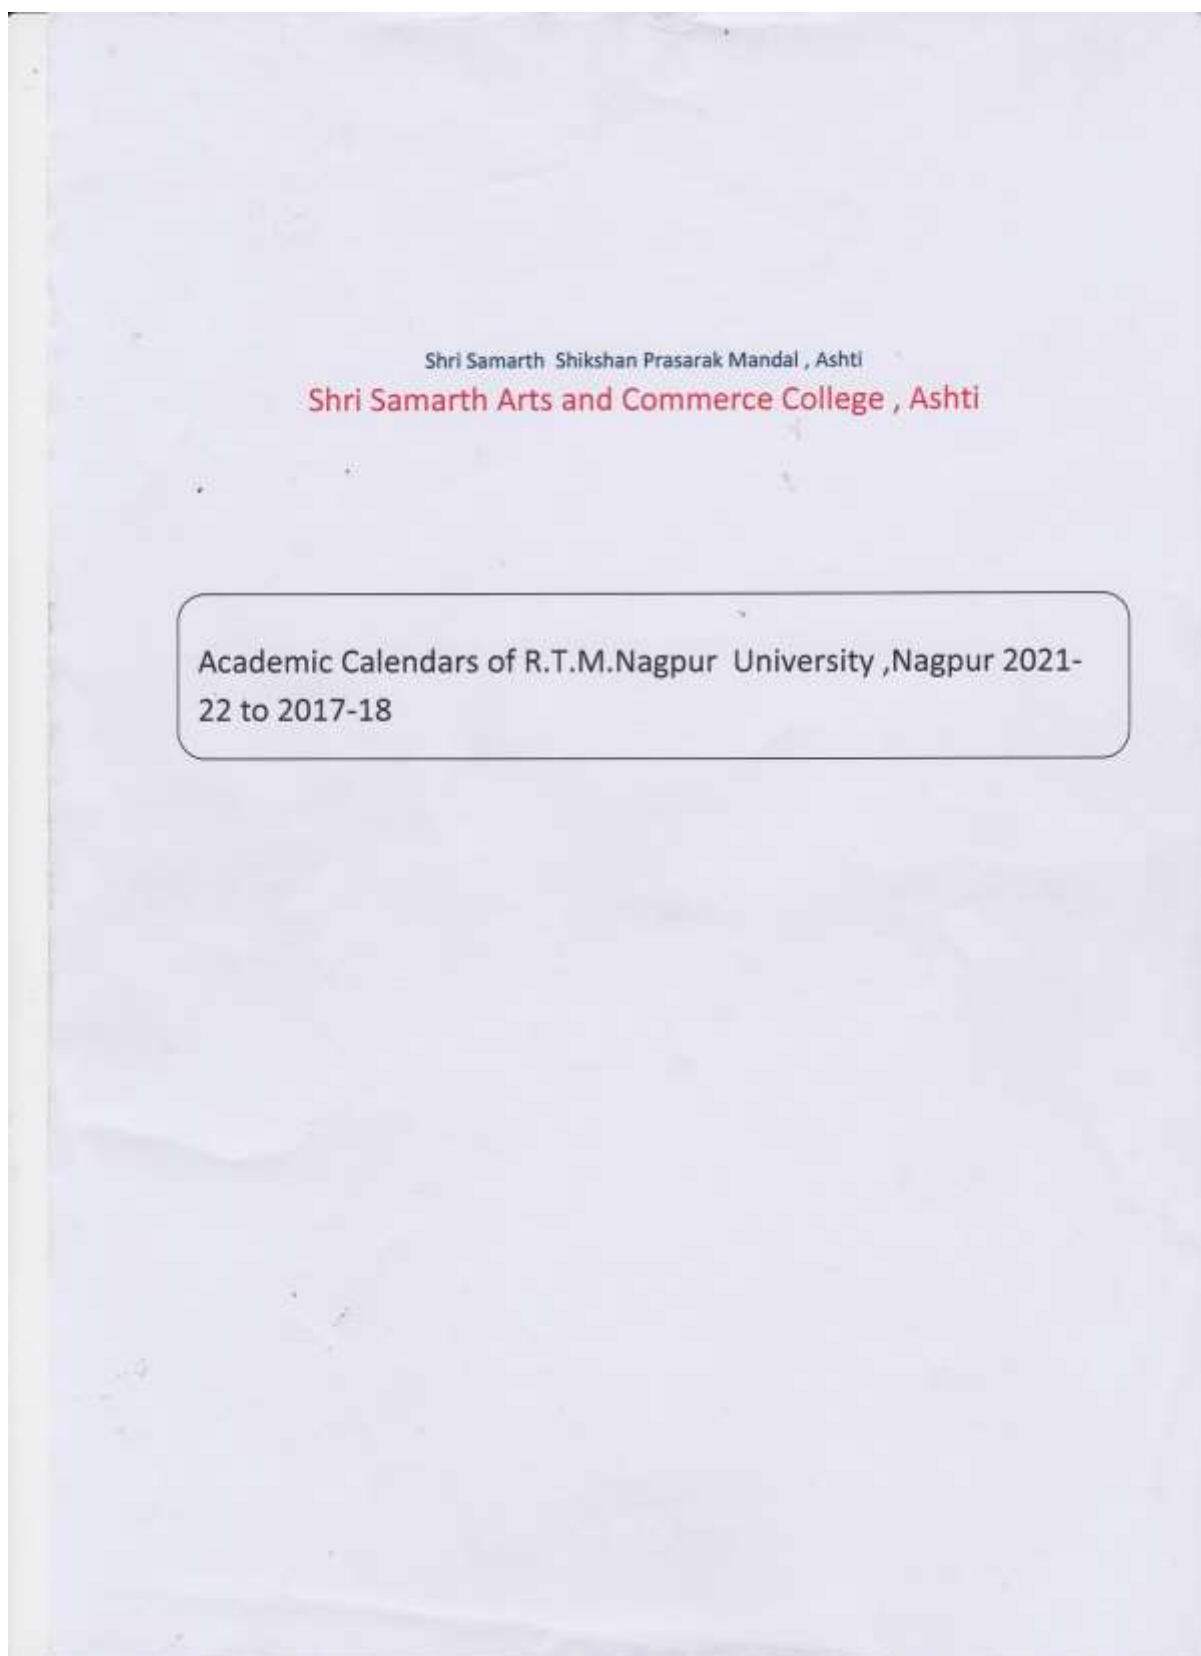 Shri Samarth Shikshan Prasarak Mandal , Ashti
Shri Samarth Arts and Commerce College , Ashti
Academic Calendars of R.T.M.Nagpur University ,Nagpur 2021-
22 to 2017-18